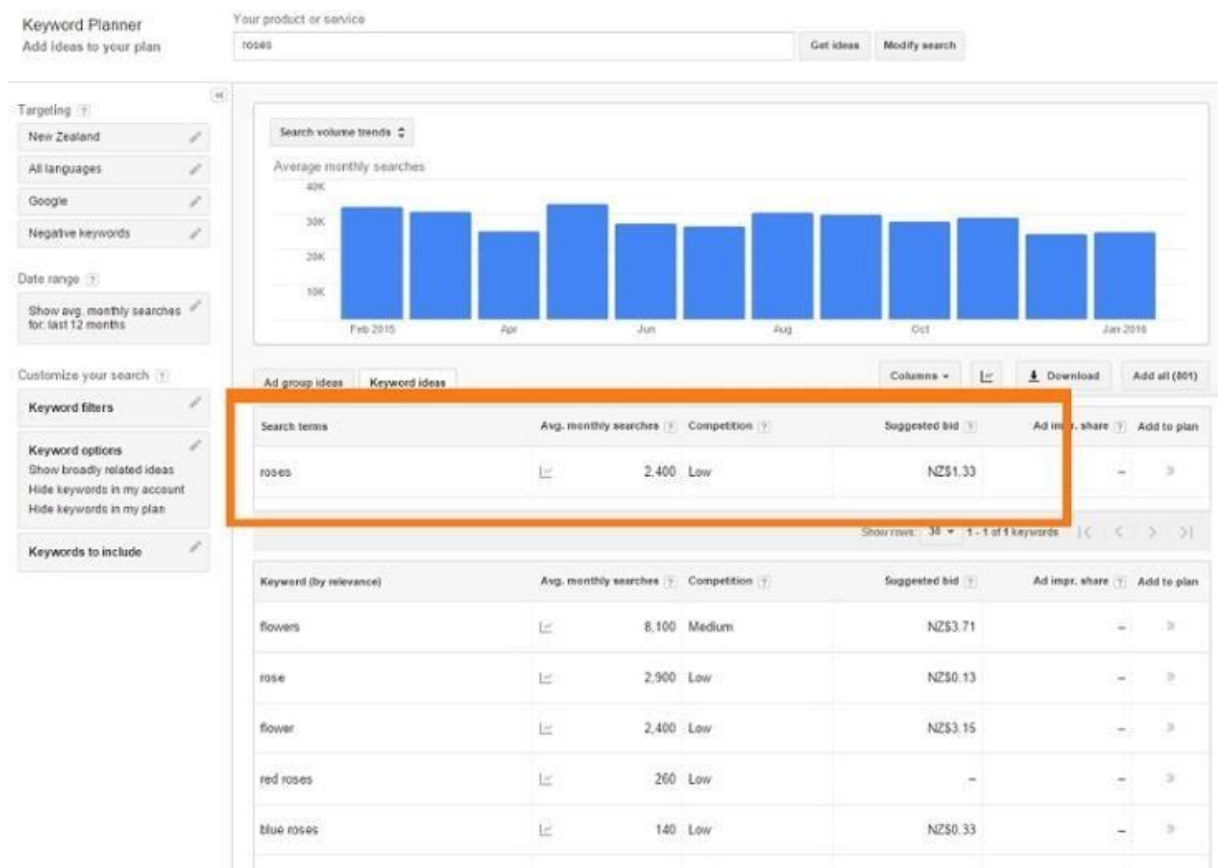 Keyword Planner
Add ideas to your plan
Your product or service
roses
Get ideas
Modify search
Targeting ?
New Zealand
All languages
Google
Negative keywords
Date range ?
Show avg. monthly searches
for: last 12 months
Customize your search ?
Keyword filters
Keyword options
Show broadly related ideas
Hide keywords in my account
Hide keywords in my plan
Keywords to include
Search volume trends
Average monthly searches
40K
30K
20K
10K
Feb 2015 Apr Jun Aug Oct Jan 2016
Ad group ideas Keyword ideas Columns Download Add all (801)
Search terms Avg. monthly searches ? Competition ? Suggested bid ? Ad impr. share ? Add to plan
roses 2,400 Low NZ$1.33 – »
Show rows: 30 1 - 1 of 1 keywords |< < > >|
Keyword (by relevance) Avg. monthly searches ? Competition ? Suggested bid ? Ad impr. share ? Add to plan
flowers 8,100 Medium NZ$3.71 – »
rose 2,900 Low NZ$0.13 – »
flower 2,400 Low NZ$3.15 – »
red roses 260 Low – – »
blue roses 140 Low NZ$0.33 – »